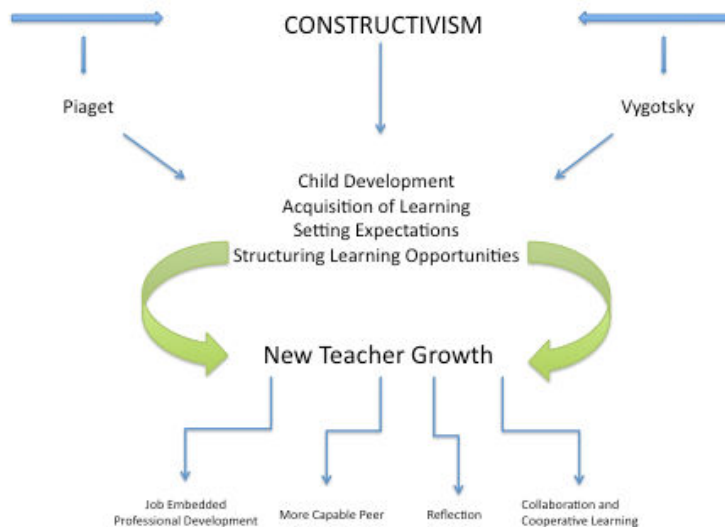 CONSTRUCTIVISM
Piaget
Vygotsky
Child Development
Acquisition of Learning
Setting Expectations
Structuring Learning Opportunities
New Teacher Growth
Job Embedded
Professional Development
More Capable Peer
Reflection
Collaboration and
Cooperative Learning